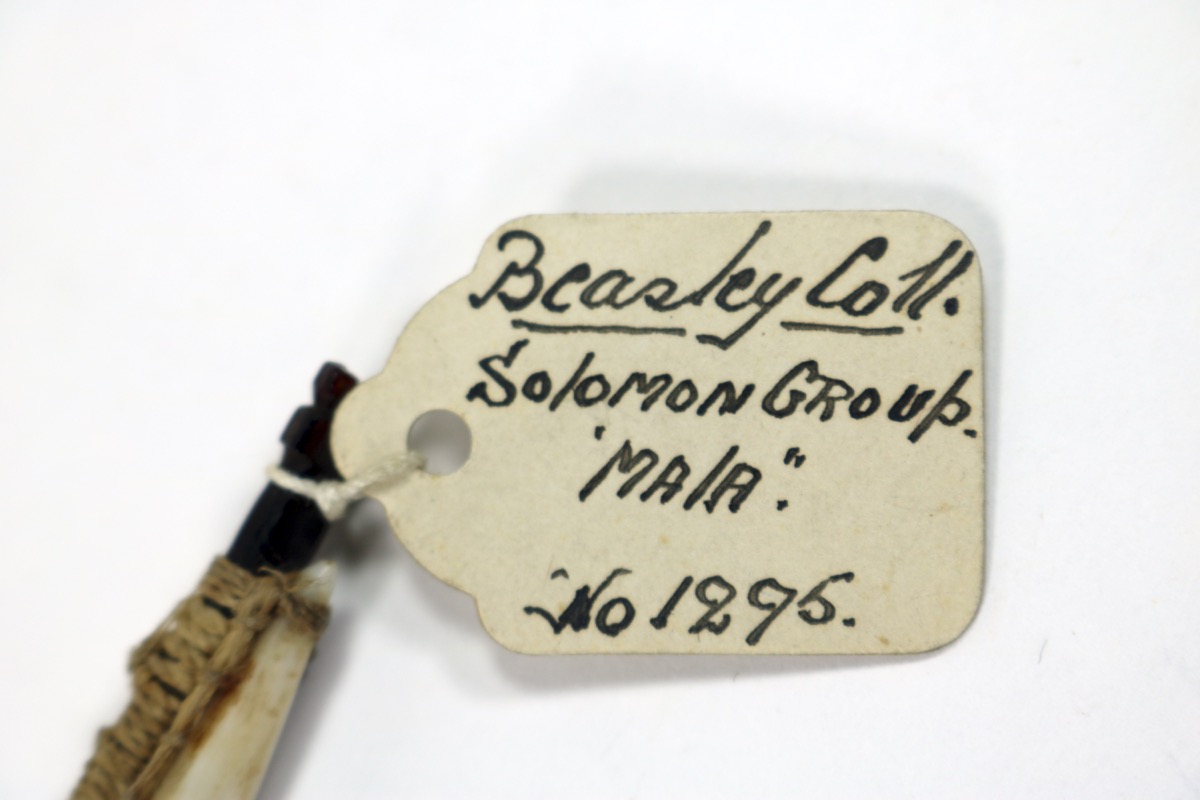 Beasley Coll.
Solomon Group.
"Mala".
No 1295.